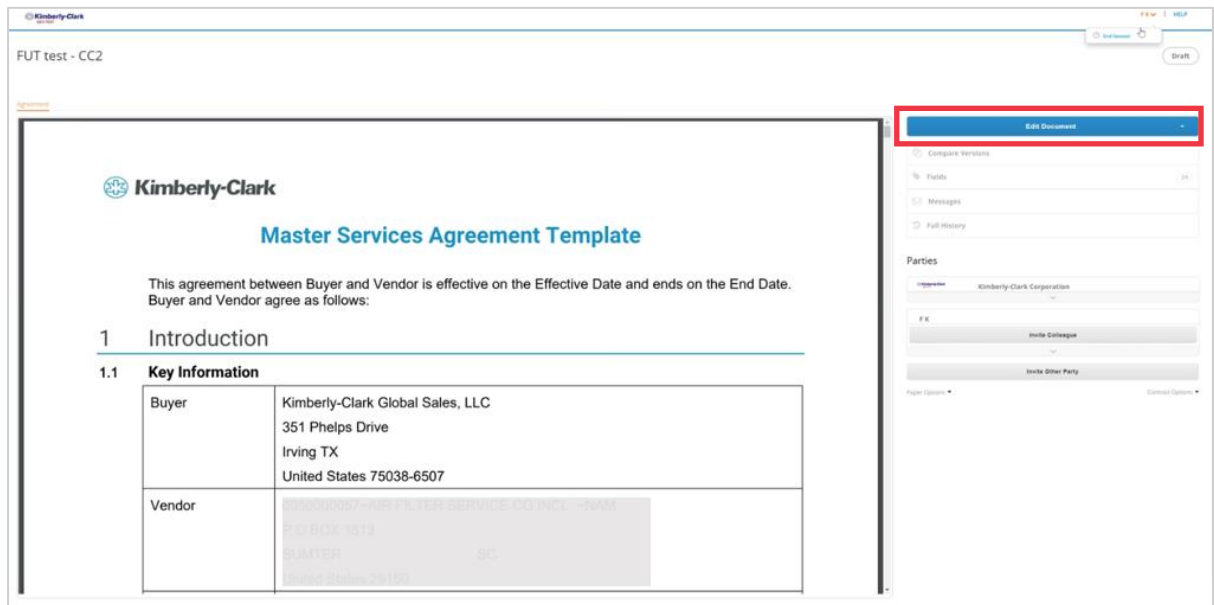 Kimberly-Clark
F K
HELP
End Session
FUT test - CC2
Draft
Agreement
Edit Document
Compare Versions
Fields
Messages
Full History
Kimberly-Clark
Master Services Agreement Template
This agreement between Buyer and Vendor is effective on the Effective Date and ends on the End Date.
Buyer and Vendor agree as follows:
1 Introduction
1.1 Key Information
Buyer
Kimberly-Clark Global Sales, LLC
351 Phelps Drive
Irving TX
United States 75038-6507
Vendor
P O BOX 1513
SUMTER SC
United States 29150
Parties
Kimberly-Clark Corporation
F K
Invite Colleague
Invite Other Party
Paper Options
Contract Options